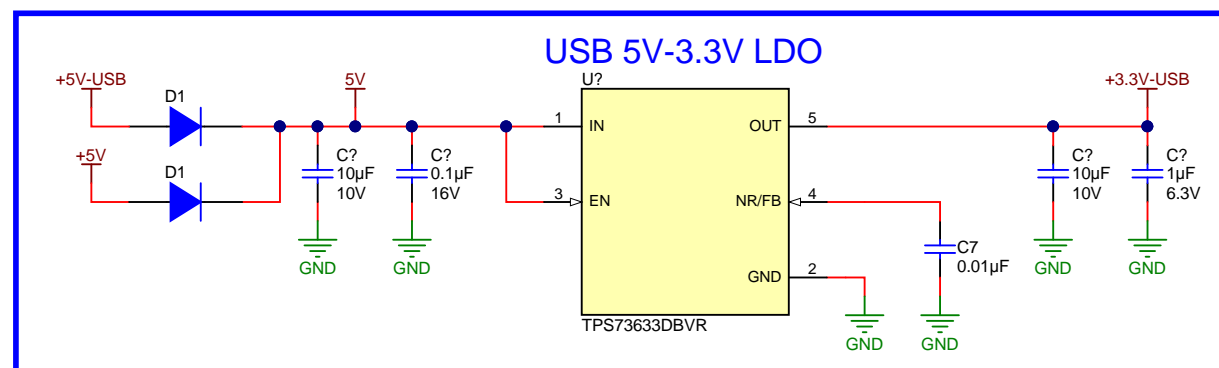 USB 5V-3.3V LDO
+5V-USB
D1
5V
U?
+3.3V-USB
1
IN
OUT
5
+5V
D1
C?
10µF
10V
C?
0.1µF
16V
3
EN
NR/FB
4
C?
10µF
10V
C?
1µF
6.3V
C7
0.01µF
GND
GND
GND
2
GND
GND
TPS73633DBVR
GND
GND